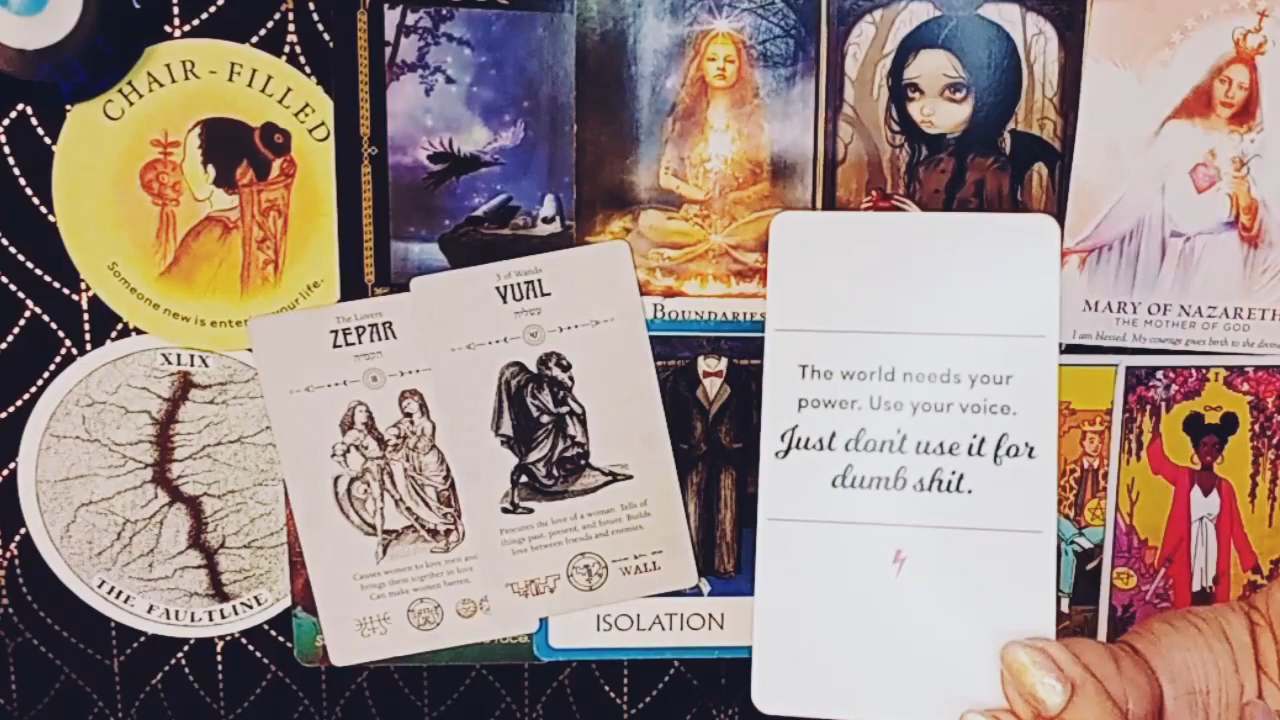 CHAIR-FILLED
Someone new is entering your life.
BOUNDARIES
MARY OF NAZARETH
THE MOTHER OF GOD
I am blessed. My courage gives birth to the divine
The Lovers
ZEPAR
Causes women to love men and
brings them together in love
Can make women barren.
3 of Wands
VUAL
Procures the love of a woman. Tells of
things past, present, and future. Builds
love between friends and enemies.
WALL
The world needs your
power. Use your voice.
Just don't use it for
dumb shit.
XLIX
THE FAULTLINE
ISOLATION
I